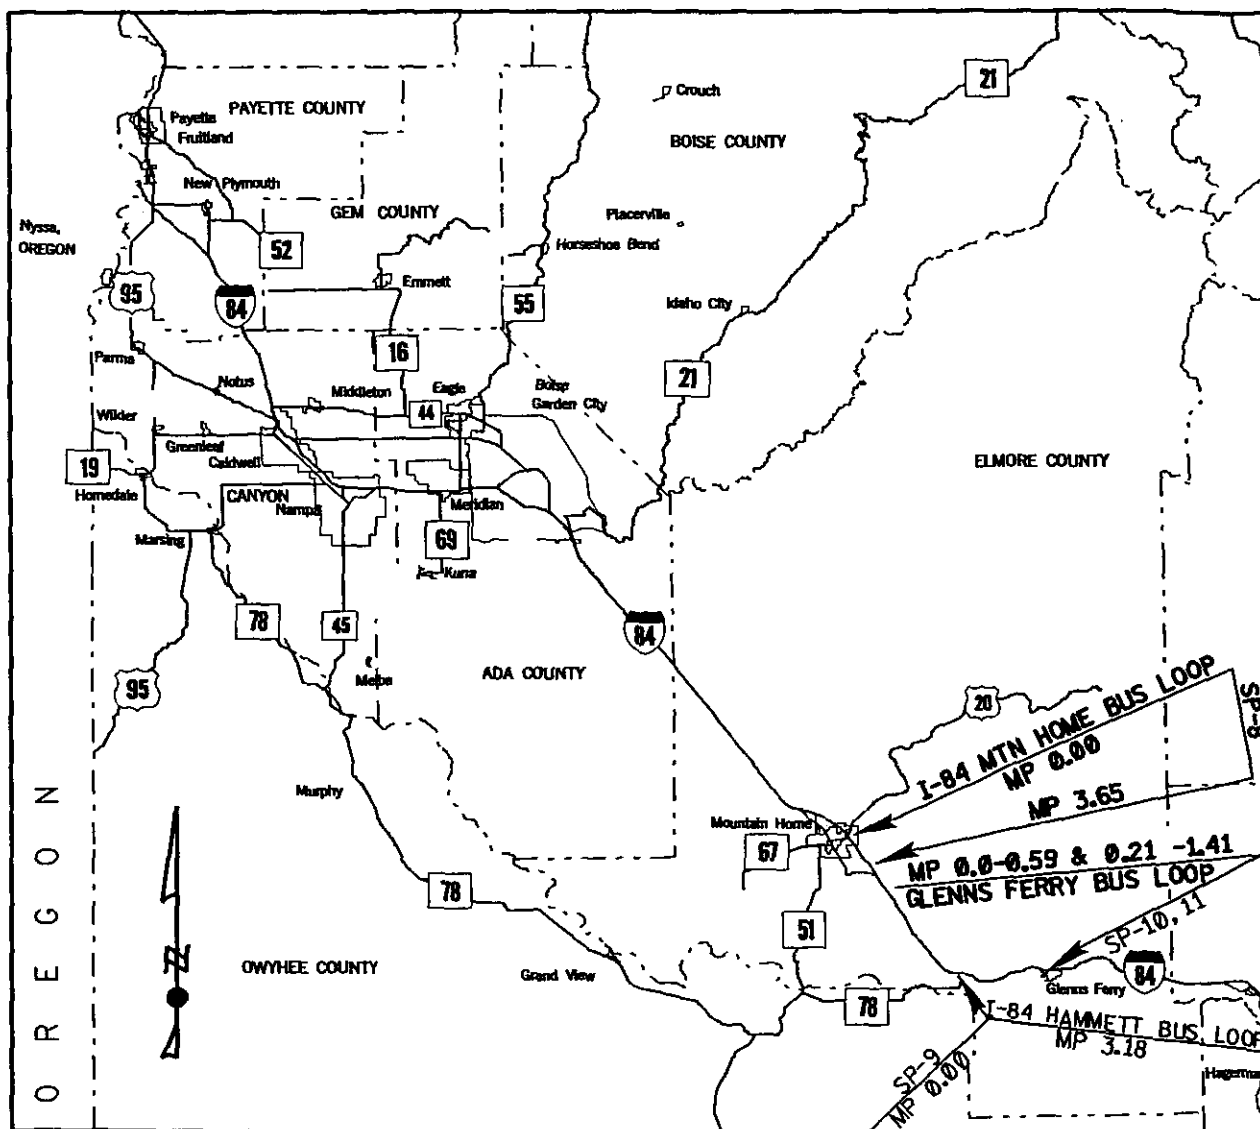 21
Crouch
PAYETTE COUNTY
Payette
Fruitland
BOISE COUNTY
New Plymouth
GEM COUNTY
Placerville
Nyssa,
OREGON
52
Horseshoe Bend
Emmett
95
84
55
Idaho City
Parma
16
21
Notus
Middleton
Eagle
Boise
Garden City
44
Wilder
Greenleaf
Caldwell
19
ELMORE COUNTY
Homedale
CANYON
Nampa
Meridian
Marsing
69
Kuna
78
45
84
Melba
ADA COUNTY
95
20
I-84 MTN HOME BUS LOOP
MP 0.00
SP-8
MP 3.65
Murphy
Mountain Home
67
MP 0.0-0.59 & 0.21 -1.41
GLENNS FERRY BUS LOOP
78
51
SP-10, 11
OREGON
OWYHEE COUNTY
Grand View
84
Glenns Ferry
78
I-84 HAMMETT BUS LOOP
MP 3.18
SP-9
MP 0.00
N